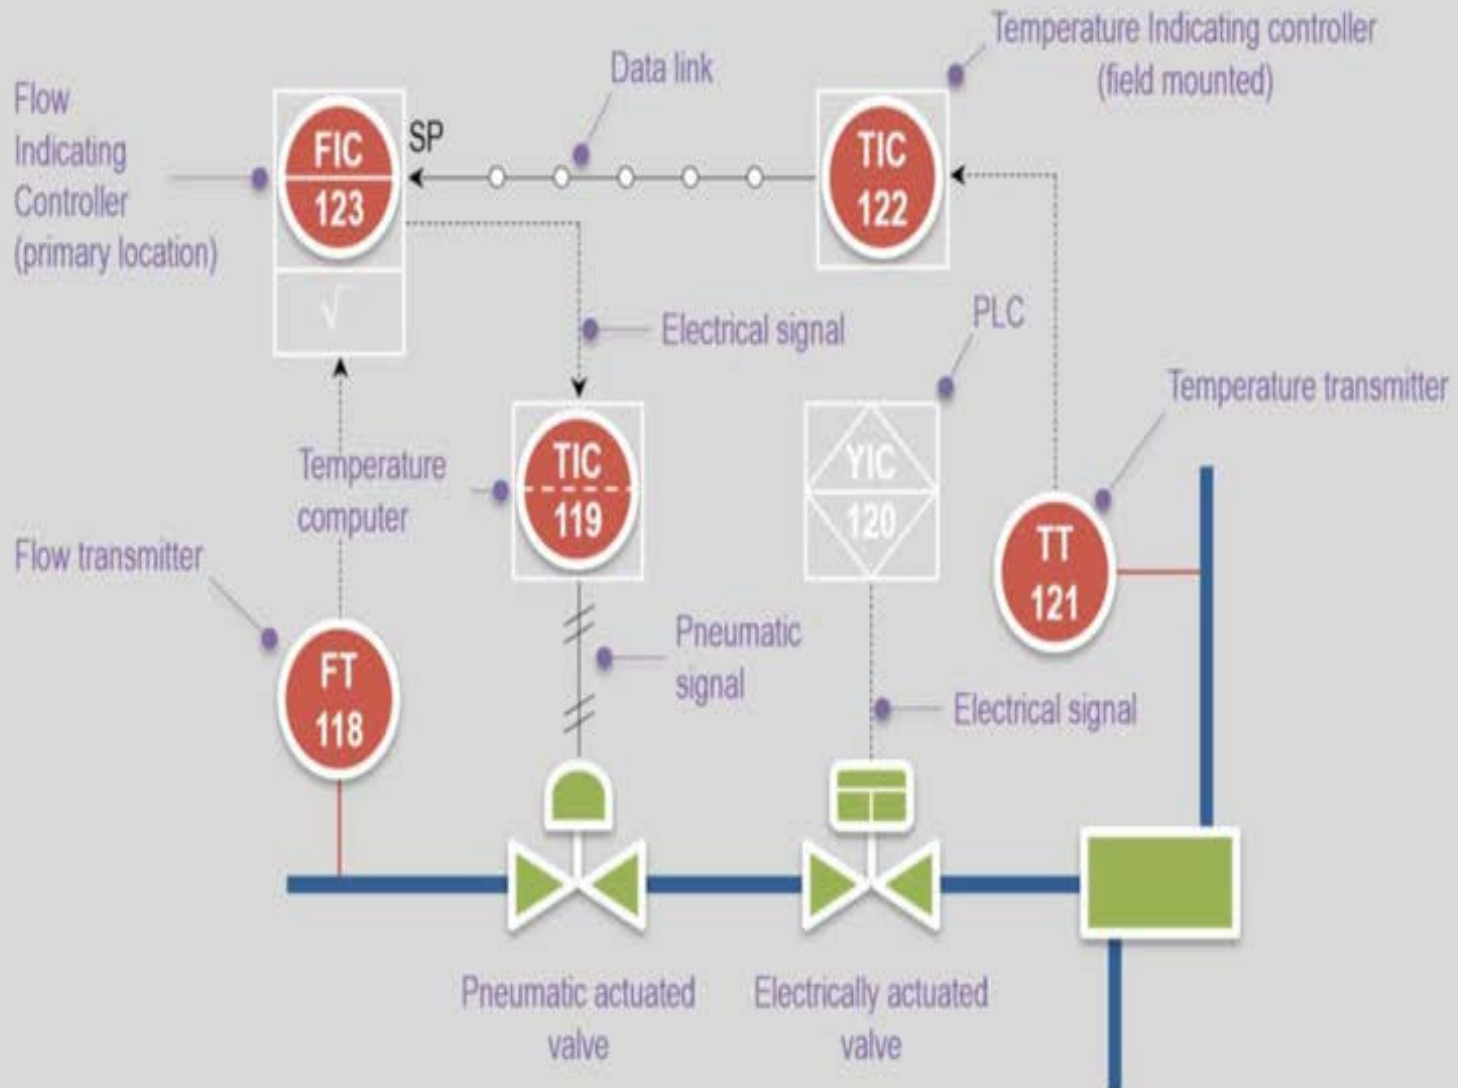 Temperature Indicating controller
(field mounted)
Data link
Flow
Indicating
Controller
(primary location)
FIC
123
SP
TIC
122
√
Electrical signal
PLC
Temperature transmitter
Temperature
computer
TIC
119
YIC
120
TT
121
Flow transmitter
FT
118
Pneumatic
signal
Electrical signal
Pneumatic actuated
valve
Electrically actuated
valve